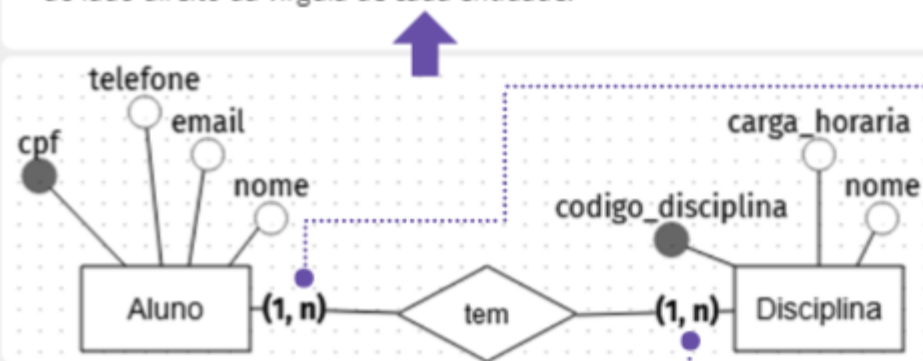 telefone
email
cpf
nome
carga_horaria
nome
codigo_disciplina
Aluno
(1, n)
tem
(1, n)
Disciplina